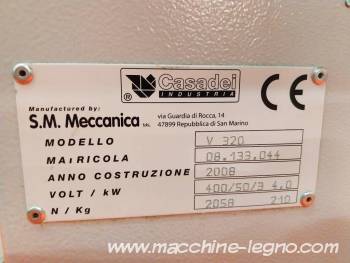 Casadei
®
INDUSTRIA
CE
Manufactured by:
S.M. Meccanica
via Guardia di Rocca, 14
47899 Repubblica di San Marino
MODELLO V 320
MATRICOLA 08.133.044
ANNO COSTRUZIONE 2008
VOLT / kW 400/50/3 4,0
N / Kg 2058 210
www.macchine-legno.com